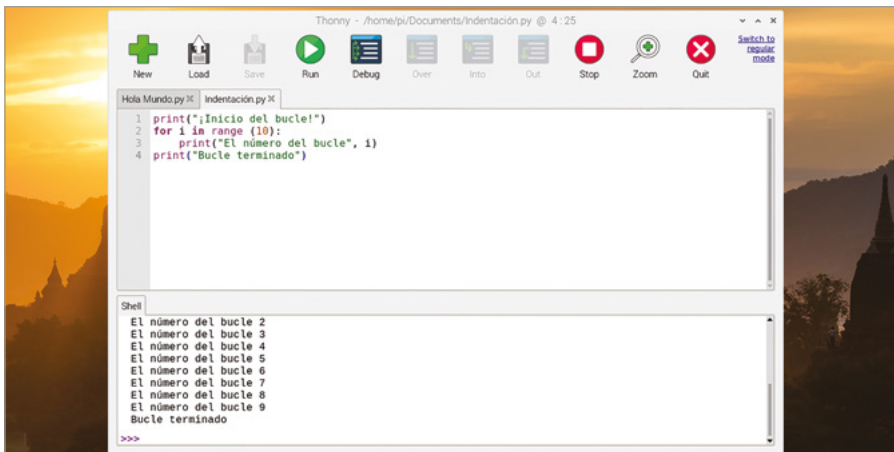 Thonny - /home/pi/Documents/Indentación.py @ 4:25
Switch to
regular
mode
New Load Save Run Debug Over Into Out Stop Zoom Quit
Hola Mundo.py Indentación.py
1 print("¡Inicio del bucle!")
2 for i in range (10):
3 print("El número del bucle", i)
4 print("Bucle terminado")
Shell
El número del bucle 2
El número del bucle 3
El número del bucle 4
El número del bucle 5
El número del bucle 6
El número del bucle 7
El número del bucle 8
El número del bucle 9
Bucle terminado
>>>